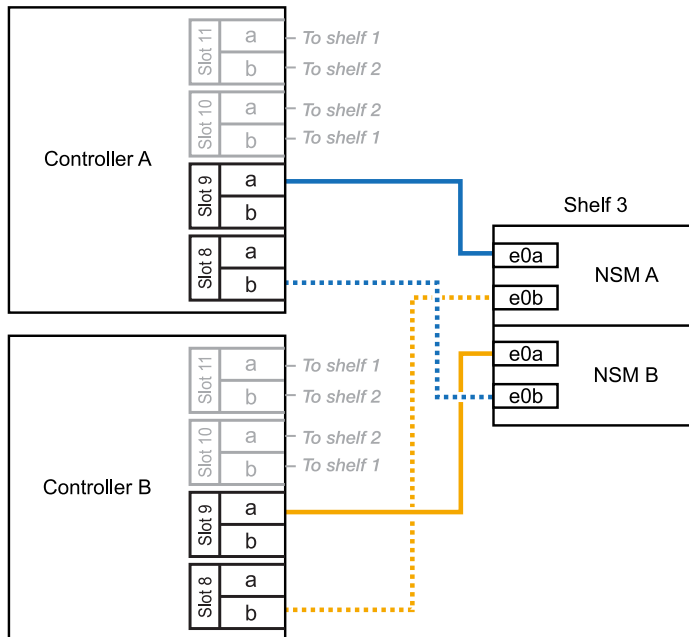 Controller A
Slot 11
a
To shelf 1
b
To shelf 2
Slot 10
a
To shelf 2
b
To shelf 1
Slot 9
a
b
Slot 8
a
b
Shelf 3
e0a
e0b
NSM A
e0a
e0b
NSM B
Controller B
Slot 11
a
To shelf 1
b
To shelf 2
Slot 10
a
To shelf 2
b
To shelf 1
Slot 9
a
b
Slot 8
a
b